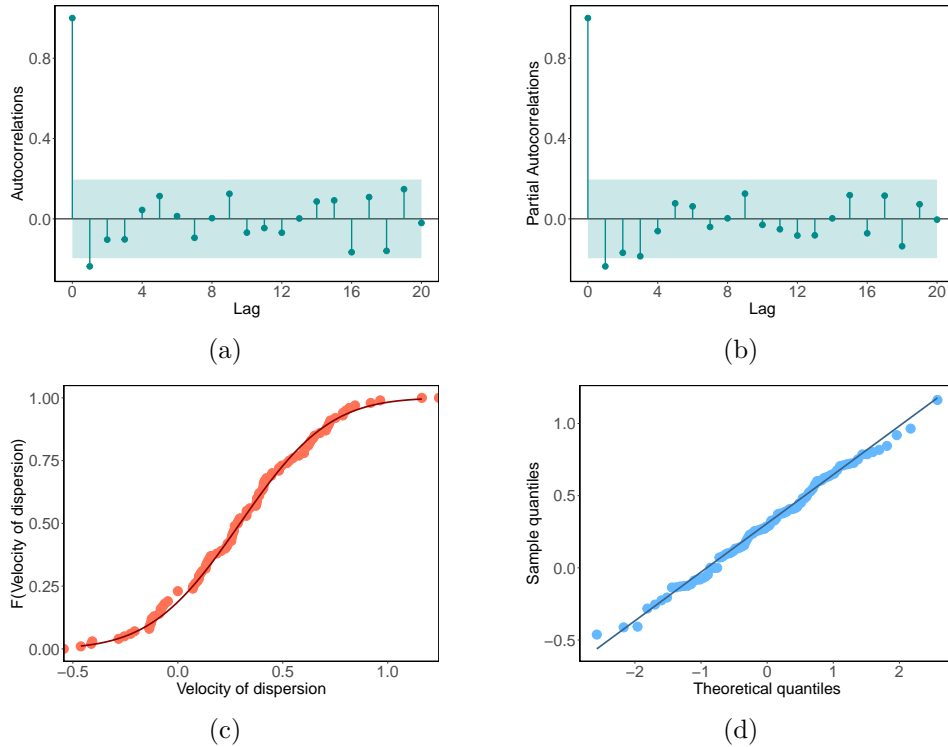 0.8
0.4
0.0
Autocorrelations
0 4 8 12 16 20
Lag
(a)
0.8
0.4
0.0
Partial Autocorrelations
0 4 8 12 16 20
Lag
(b)
1.00
0.75
0.50
0.25
0.00
F(Velocity of dispersion)
−0.5 0.0 0.5 1.0
Velocity of dispersion
(c)
1.0
0.5
0.0
−0.5
Sample quantiles
−2 −1 0 1 2
Theoretical quantiles
(d)